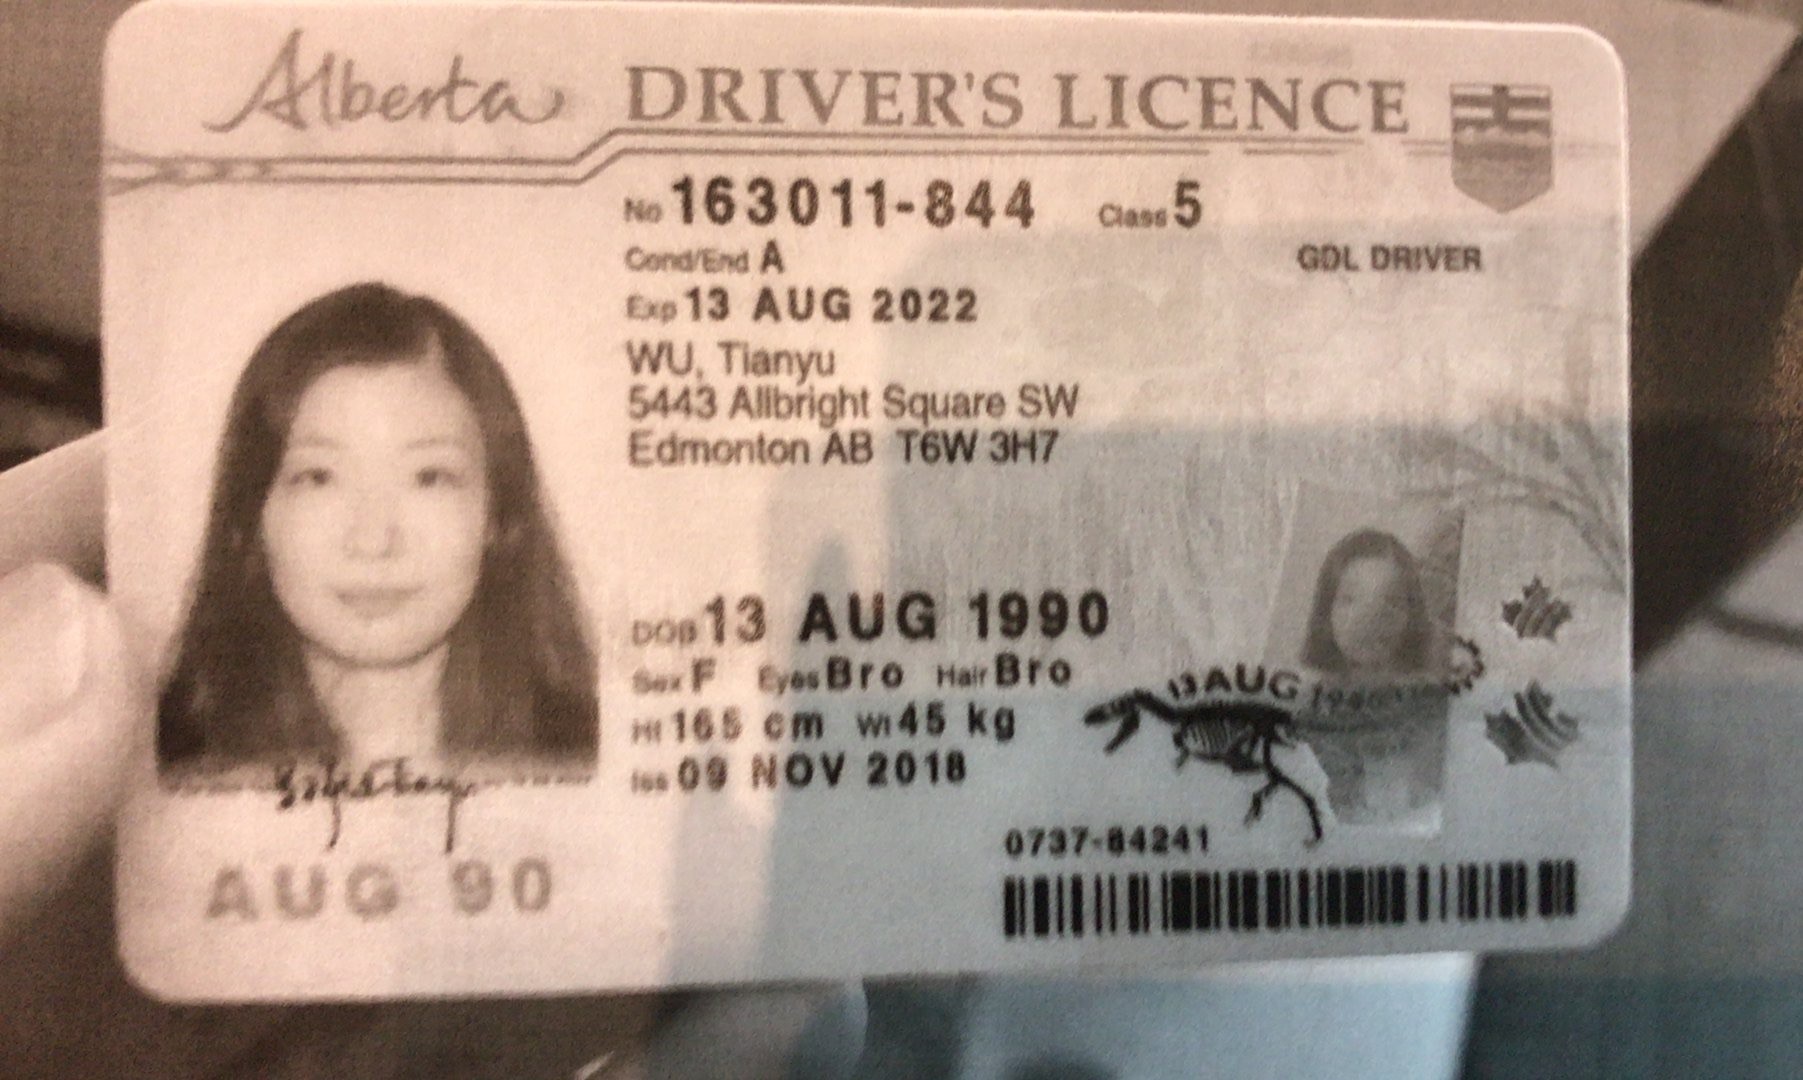 Alberta DRIVER'S LICENCE
No 163011-844 Class 5
Cond/End A GDL DRIVER
Exp 13 AUG 2022
WU, Tianyu
5443 Allbright Square SW
Edmonton AB T6W 3H7
DOB 13 AUG 1990
Sex F Eyes Bro Hair Bro
13 AUG
Ht 165 cm Wt 45 kg
Iss 09 NOV 2018
0737-84241
AUG 90